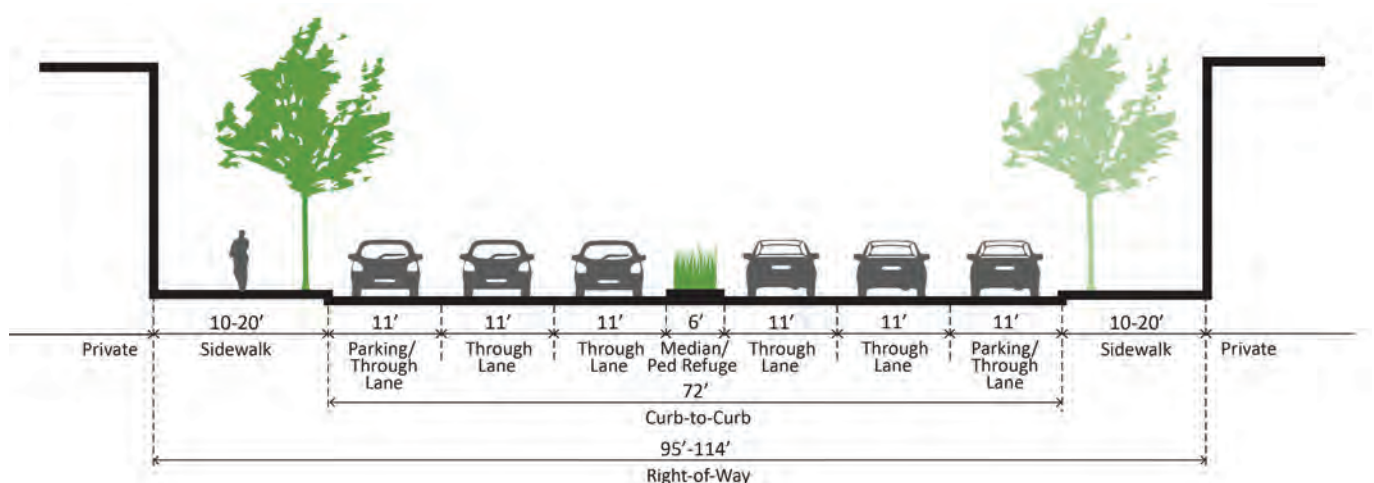 10-20’ 11’ 11’ 11’ 6’ 11’ 11’ 11’ 10-20’
Private Sidewalk Parking/ Through Through Median/ Through Through Parking/ Sidewalk Private
Through Lane Lane Ped Refuge Lane Lane Through
Lane Lane
72’
Curb-to-Curb
95’-114’
Right-of-Way